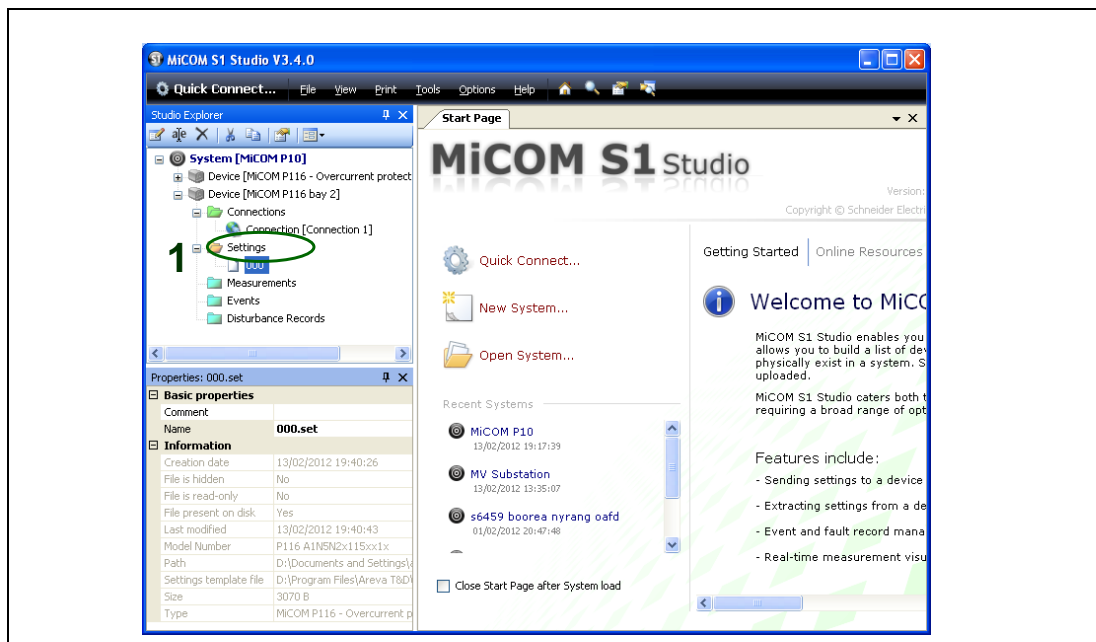 MiCOM S1 Studio V3.4.0
Quick Connect... File View Print Tools Options Help
Studio Explorer
System [MiCOM P10]
Device [MiCOM P116 - Overcurrent protect
Device [MiCOM P116 bay 2]
Connections
Connection [Connection 1]
1 Settings
000
Measurements
Events
Disturbance Records
Properties: 000.set
Basic properties
Comment
Name 000.set
Information
Creation date 13/02/2012 19:40:26
File is hidden No
File is read-only No
File present on disk Yes
Last modified 13/02/2012 19:40:43
Model Number P116 A1N5N2x115xx1x
Path D:\Documents and Settings\
Settings template file D:\Program Files\Areva T&D\
Size 3070 B
Type MiCOM P116 - Overcurrent p
Start Page
MiCOM S1 Studio
Version:
Copyright © Schneider Electri
Quick Connect...
New System...
Open System...
Recent Systems
MiCOM P10
13/02/2012 19:17:39
MV Substation
13/02/2012 13:35:07
s6459 boorea nyrang oafd
01/02/2012 20:47:48
Close Start Page after System load
Getting Started Online Resources
Welcome to MiCO
MiCOM S1 Studio enables you
allows you to build a list of dev
physically exist in a system. S
uploaded.
MiCOM S1 Studio caters both t
requiring a broad range of opt
Features include:
- Sending settings to a device
- Extracting settings from a de
- Event and fault record mana
- Real-time measurement visu